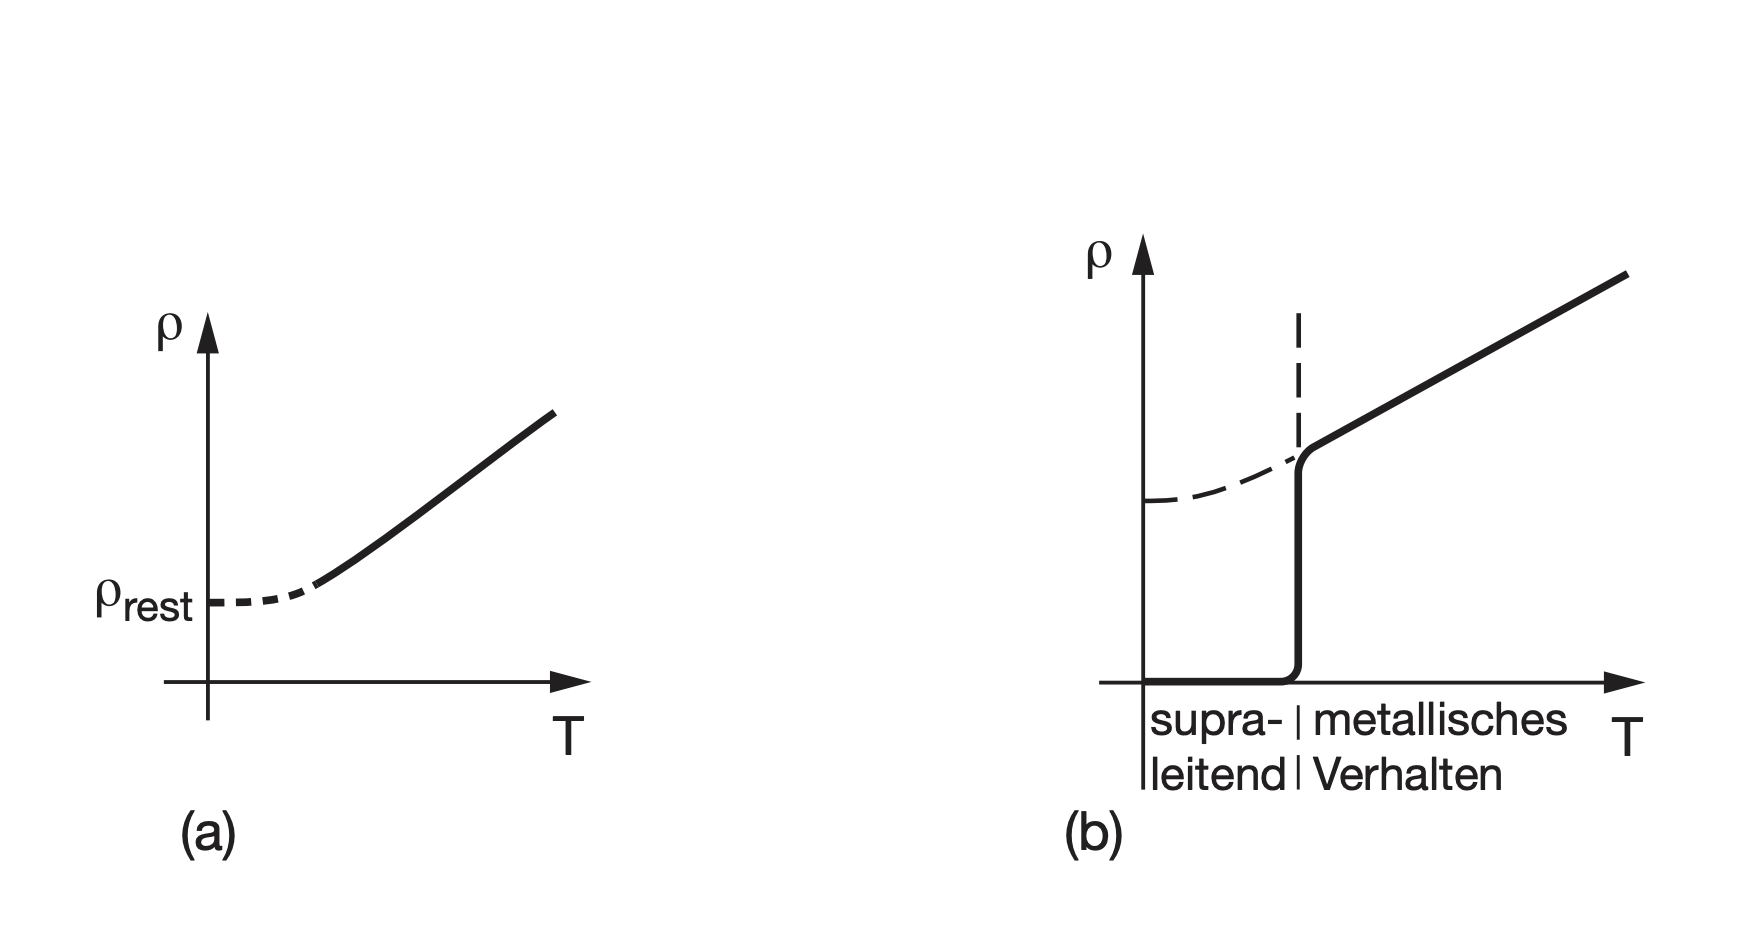 ρ
ρrest
T
(a)
ρ
supra- | metallisches
leitend | Verhalten
T
(b)